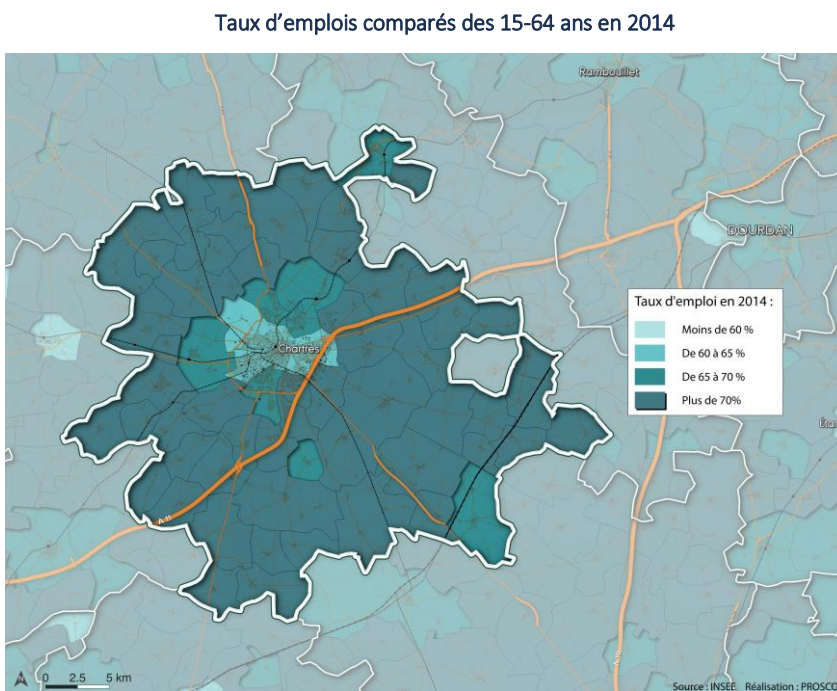 Taux d’emplois comparés des 15-64 ans en 2014
Rambouillet
DOURDAN
Taux d'emploi en 2014 :
Moins de 60 %
De 60 à 65 %
De 65 à 70 %
Plus de 70%
Chartres
A 11
0 2.5 5 km
Source : INSEE Réalisation : PROSCO